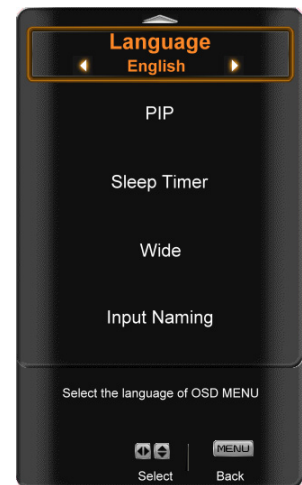 Language
English
PIP
Sleep Timer
Wide
Input Naming
Select the language of OSD MENU
MENU
Select Back